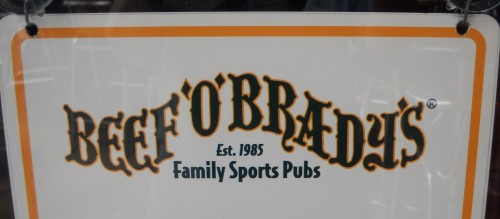 BEEF 'O' BRADY'S®
Est. 1985
Family Sports Pubs